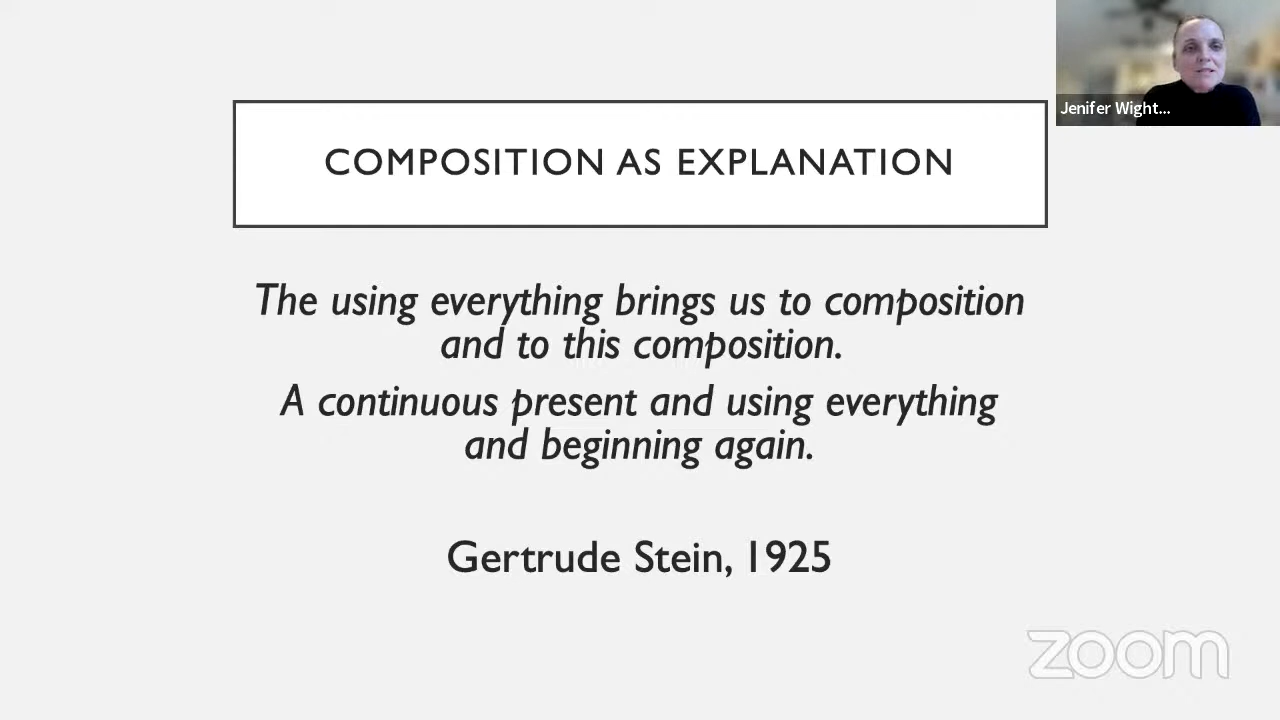 COMPOSITION AS EXPLANATION
Jenifer Wight...
The using everything brings us to composition
and to this composition.
A continuous present and using everything
and beginning again.
Gertrude Stein, 1925
zoom